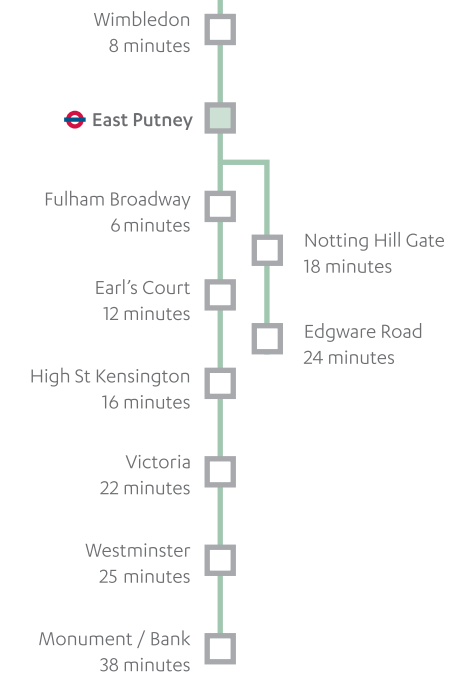 Wimbledon
8 minutes
East Putney
Fulham Broadway
6 minutes
Notting Hill Gate
18 minutes
Earl's Court
12 minutes
Edgware Road
24 minutes
High St Kensington
16 minutes
Victoria
22 minutes
Westminster
25 minutes
Monument / Bank
38 minutes